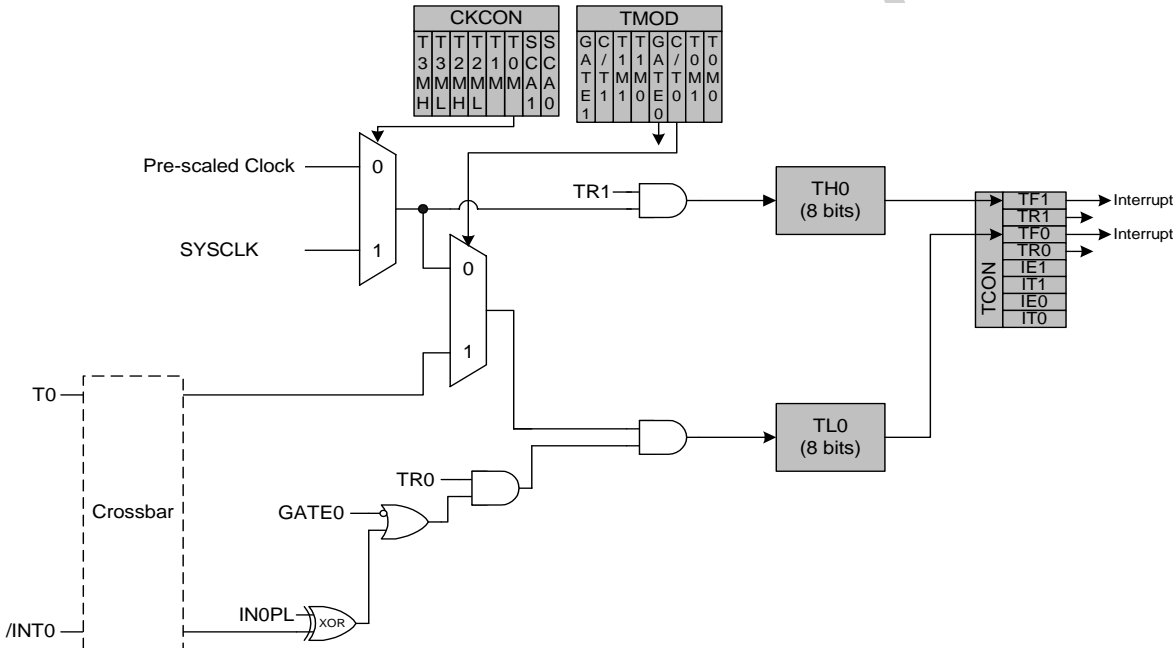 CKCON
T3MH
T3ML
T2MH
T2ML
T1M
T0M
SCA1
SCA0
TMOD
GATE1
C/T1
T1M1
T1M0
GATE0
C/T0
T0M1
T0M0
Pre-scaled Clock
0
SYSCLK
1
TR1
TH0
(8 bits)
TCON
TF1
TR1
TF0
TR0
IE1
IT1
IE0
IT0
Interrupt
Interrupt
0
1
T0
Crossbar
/INT0
TL0
(8 bits)
TR0
GATE0
IN0PL
XOR